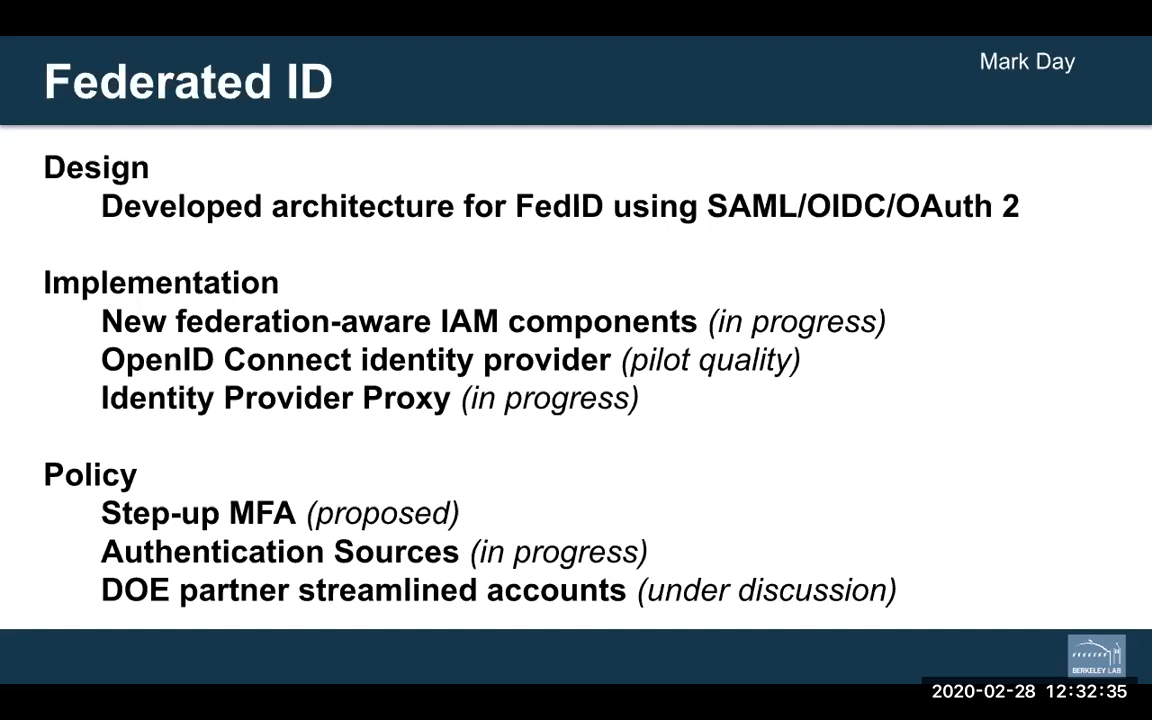 Federated ID
Mark Day
Design
Developed architecture for FedID using SAML/OIDC/OAuth 2
Implementation
New federation-aware IAM components (in progress)
OpenID Connect identity provider (pilot quality)
Identity Provider Proxy (in progress)
Policy
Step-up MFA (proposed)
Authentication Sources (in progress)
DOE partner streamlined accounts (under discussion)
BERKELEY LAB
2020-02-28 12:32:35